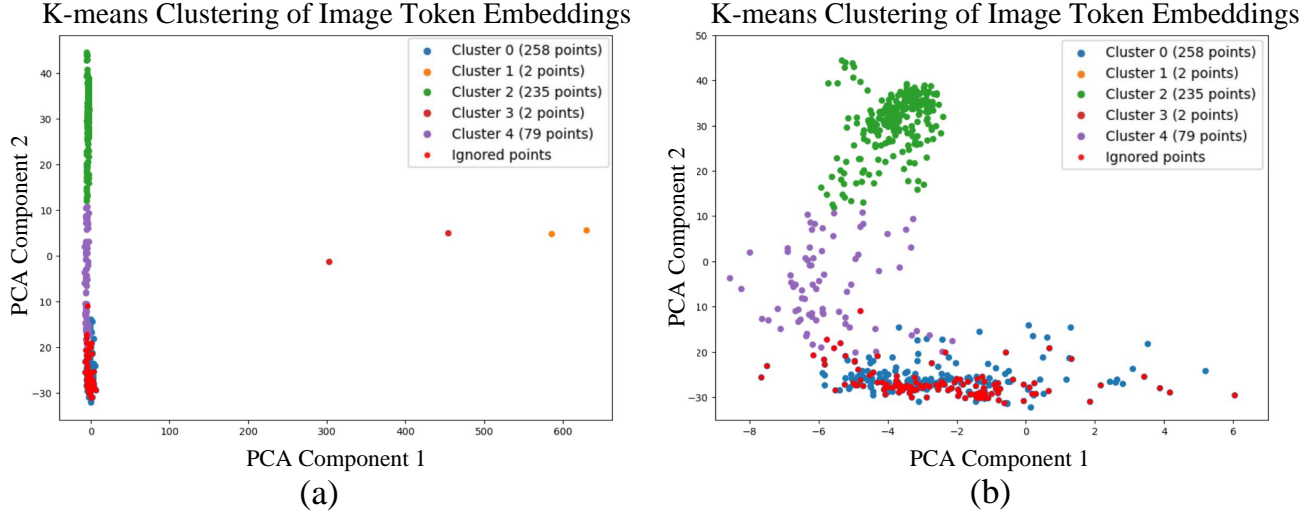 K-means Clustering of Image Token Embeddings
Cluster 0 (258 points)
Cluster 1 (2 points)
Cluster 2 (235 points)
Cluster 3 (2 points)
Cluster 4 (79 points)
Ignored points
PCA Component 2
40
30
20
10
0
10
20
−30
0
100
200
300
400
500
600
PCA Component 1
(a)
K-means Clustering of Image Token Embeddings
Cluster 0 (258 points)
Cluster 1 (2 points)
Cluster 2 (235 points)
Cluster 3 (2 points)
Cluster 4 (79 points)
Ignored points
PCA Component 2
50
40
30
20
10
0
10
20
−30
−8
−6
−4
−2
0
2
4
6
PCA Component 1
(b)